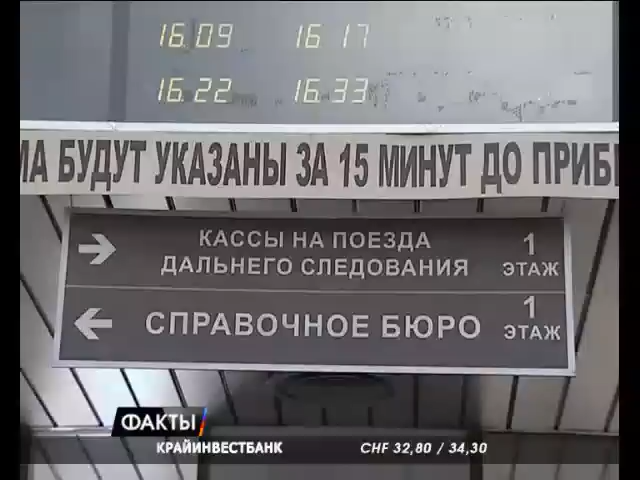 16.09 16 17
16.22 16.33
МА БУДУТ УКАЗАНЫ ЗА 15 МИНУТ ДО ПРИБЫ
КАССЫ НА ПОЕЗДА
ДАЛЬНЕГО СЛЕДОВАНИЯ
1
ЭТАЖ
СПРАВОЧНОЕ БЮРО
1
ЭТАЖ
ФАКТЫ
КРАЙИНВЕСТБАНК CHF 32,80 / 34,30